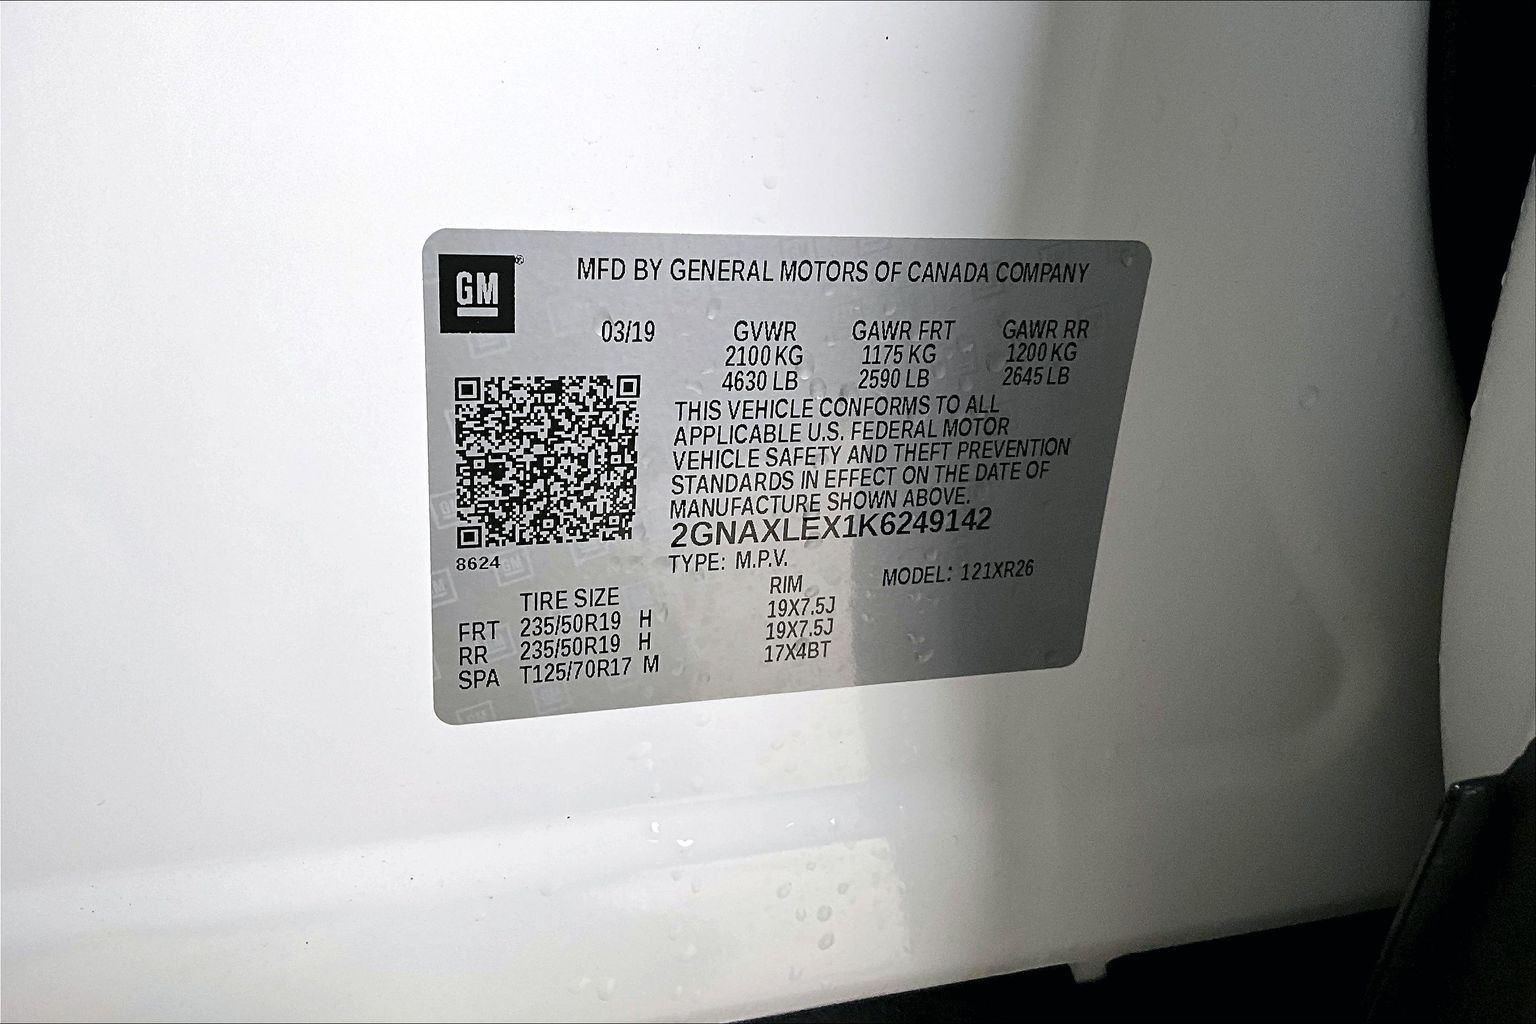 GM
MFD BY GENERAL MOTORS OF CANADA COMPANY
03/19 GVWR GAWR FRT GAWR RR
2100 KG 1175 KG 1200 KG
4630 LB 2590 LB 2645 LB
THIS VEHICLE CONFORMS TO ALL
APPLICABLE U.S. FEDERAL MOTOR
VEHICLE SAFETY AND THEFT PREVENTION
STANDARDS IN EFFECT ON THE DATE OF
MANUFACTURE SHOWN ABOVE.
2GNAXLEX1K6249142
8624
TYPE: M.P.V. MODEL: 121XR26
TIRE SIZE RIM
FRT 235/50R19 H 19X7.5J
RR 235/50R19 H 19X7.5J
SPA T125/70R17 M 17X4BT